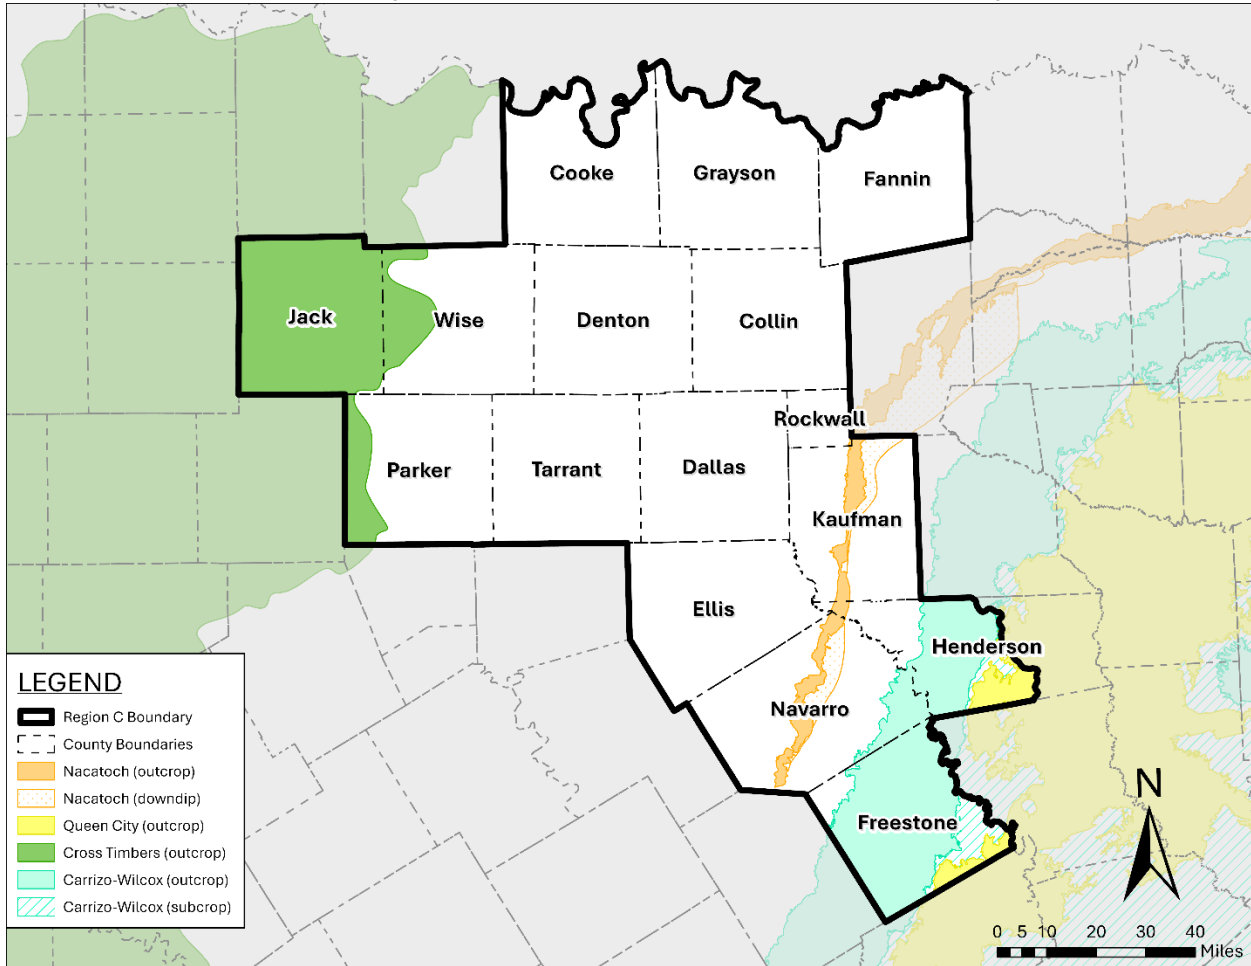 Cooke
Grayson
Fannin
Jack
Wise
Denton
Collin
Rockwall
Parker
Tarrant
Dallas
Kaufman
Ellis
Henderson
Navarro
Freestone
LEGEND
Region C Boundary
County Boundaries
Nacatoch (outcrop)
Nacatoch (downdip)
Queen City (outcrop)
Cross Timbers (outcrop)
Carrizo-Wilcox (outcrop)
Carrizo-Wilcox (subcrop)
N
0 5 10 20 30 40
Miles